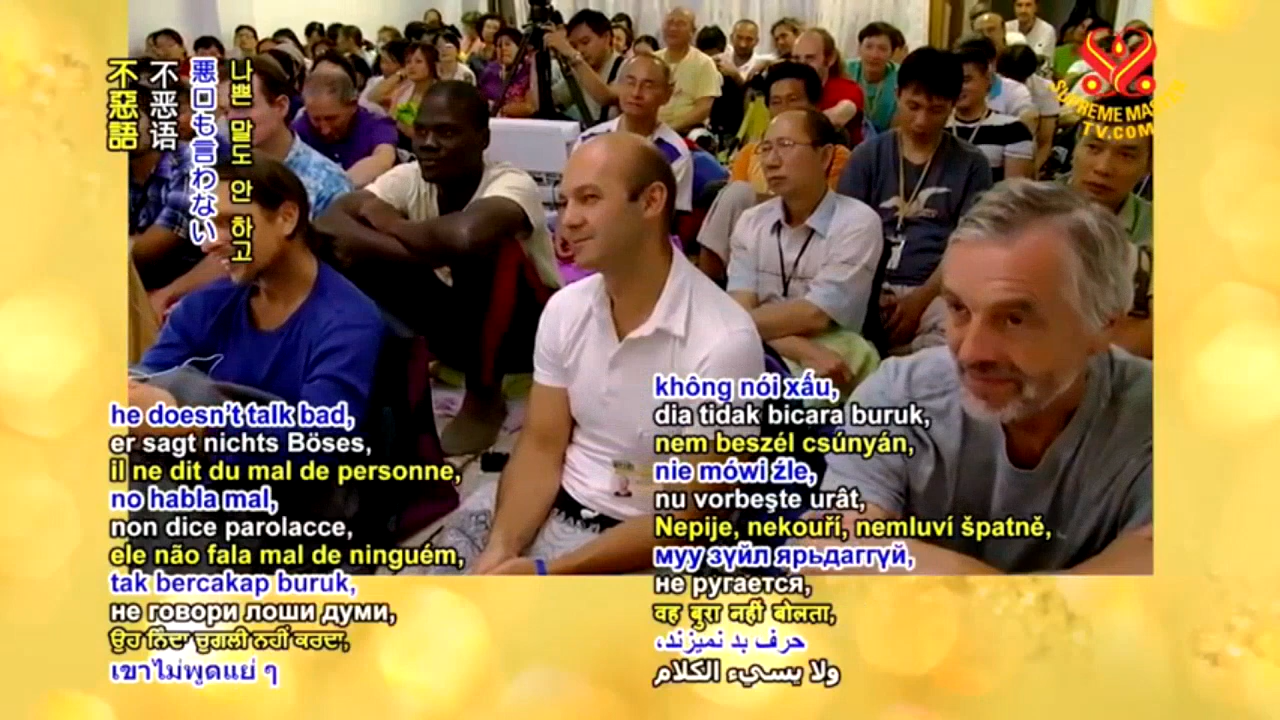 不惡語
不恶语
悪口も言わない
나쁜 말도 안 하고
SUPREME MASTER
TV.COM
he doesn't talk bad,
er sagt nichts Böses,
il ne dit du mal de personne,
no habla mal,
non dice parolacce,
ele não fala mal de ninguém,
tak bercakap buruk,
не говори лоши думи,
ਉਹ ਨਿੰਦਾ ਚੁਗਲੀ ਨਹੀਂ ਕਰਦਾ,
เขาไม่พูดแย่ ๆ
không nói xấu,
dia tidak bicara buruk,
nem beszél csúnyán,
nie mówi źle,
nu vorbeşte urât,
Nepije, nekouří, nemluví špatně,
муу зүйл ярьдаггүй,
не ругается,
वह बुरा नहीं बोलता,
حرف بد نمیزند،
ولا يسيء الكلام